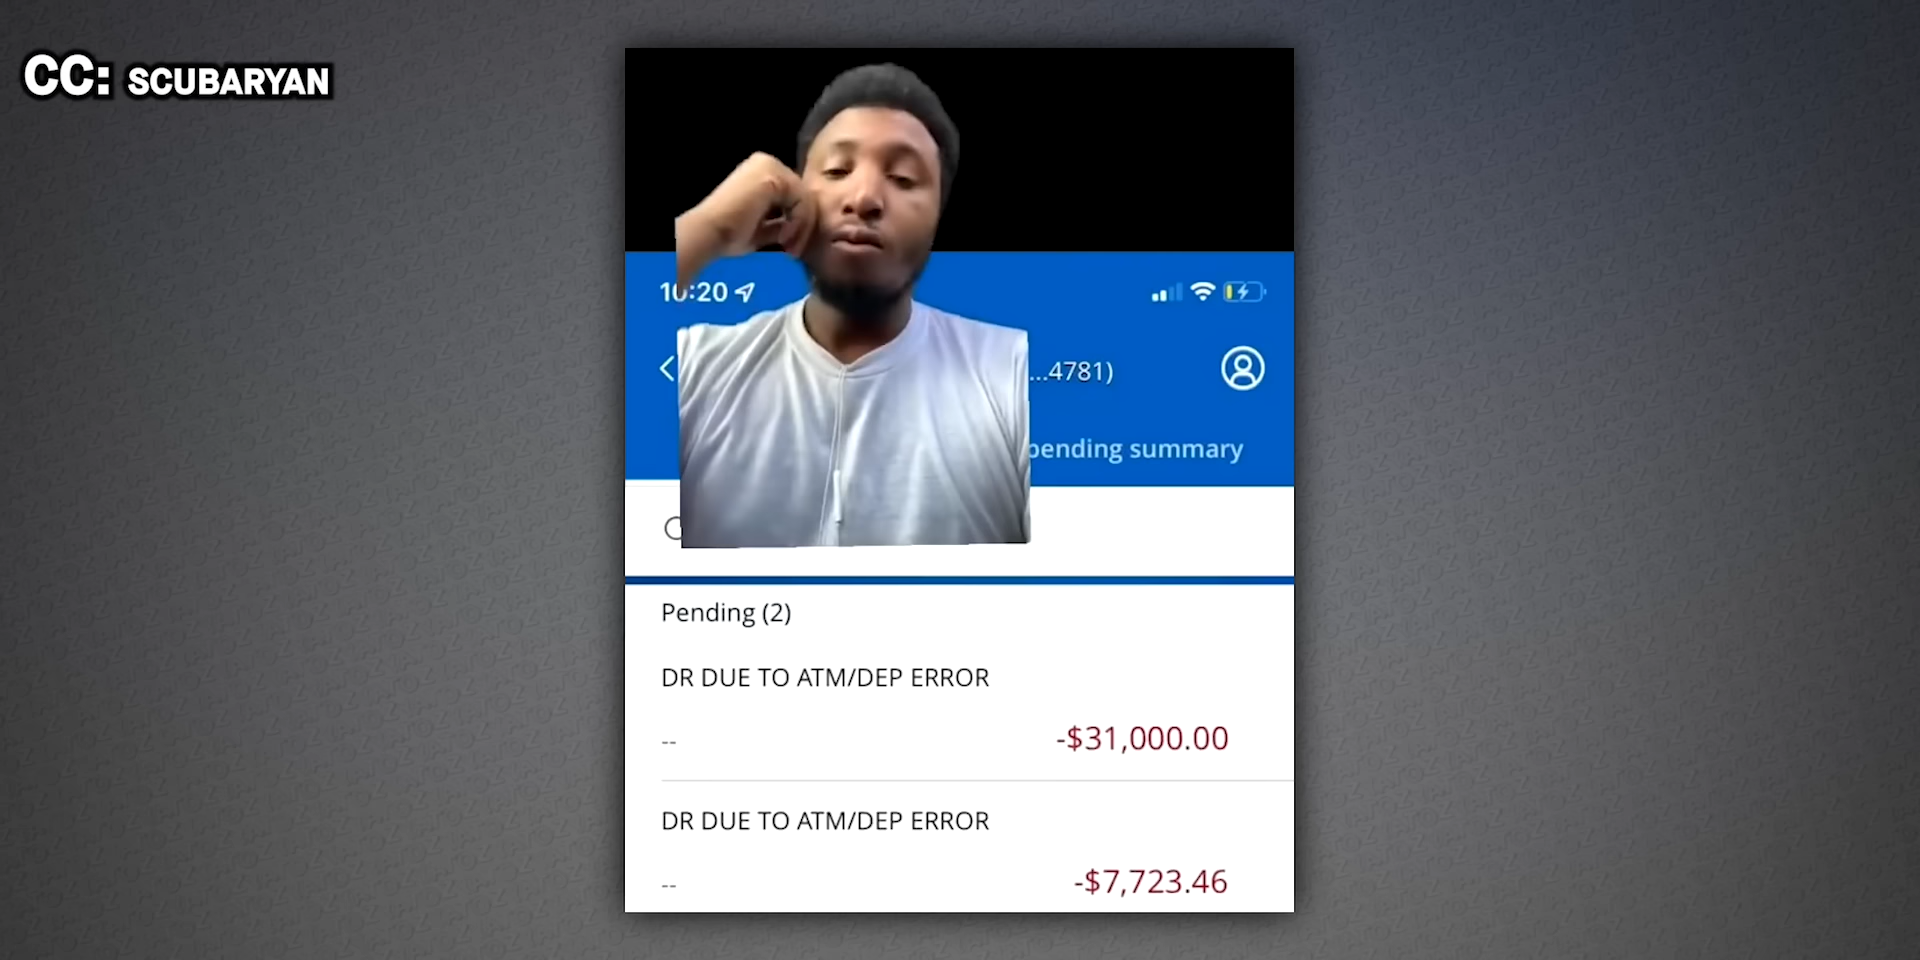 CC: SCUBARYAN
10:20
...4781)
pending summary
Pending (2)
DR DUE TO ATM/DEP ERROR
-- -$31,000.00
DR DUE TO ATM/DEP ERROR
-- -$7,723.46